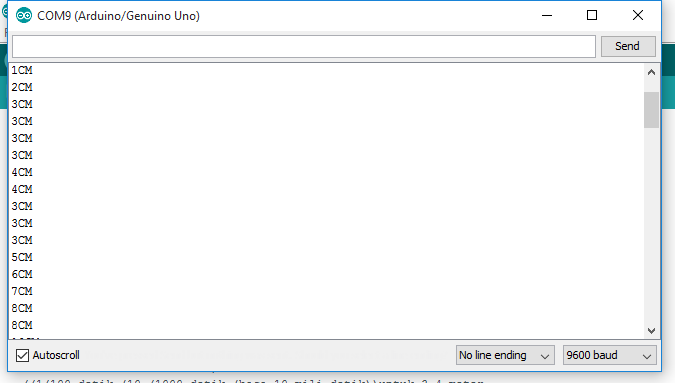 COM9 (Arduino/Genuino Uno)
Send
1CM
2CM
3CM
3CM
3CM
3CM
4CM
4CM
3CM
3CM
3CM
5CM
6CM
7CM
8CM
8CM
Autoscroll
No line ending
9600 baud